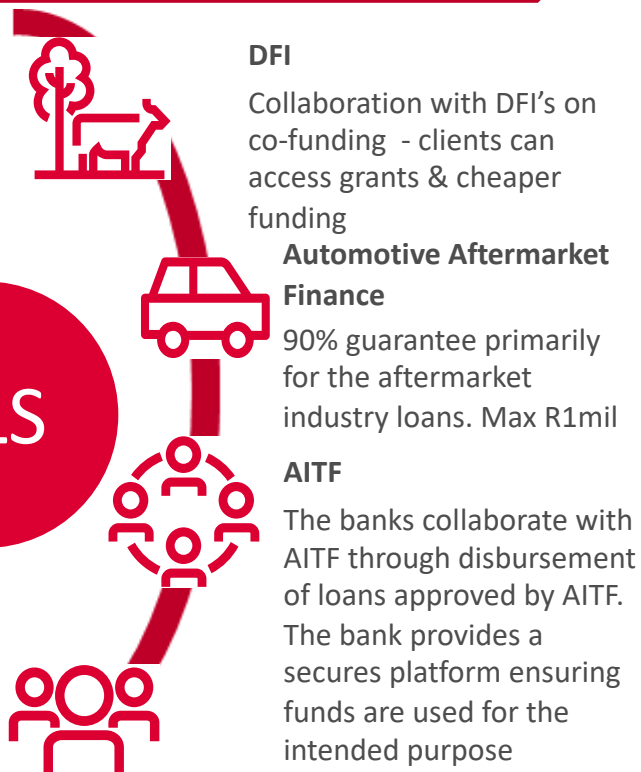 DFI
Collaboration with DFI's on
co-funding - clients can
access grants & cheaper
funding
Automotive Aftermarket
Finance
90% guarantee primarily
for the aftermarket
industry loans. Max R1mil
LS
AITF
The banks collaborate with
AITF through disbursement
of loans approved by AITF.
The bank provides a
secures platform ensuring
funds are used for the
intended purpose